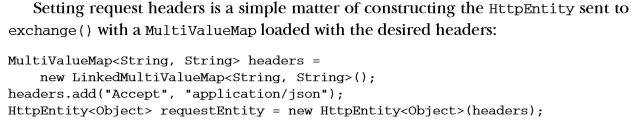 Setting request headers is a simple matter of constructing the HttpEntity sent to
exchange() with a MultiValueMap loaded with the desired headers:
MultiValueMap<String, String> headers =
    new LinkedMultiValueMap<String, String>();
headers.add("Accept", "application/json");
HttpEntity<Object> requestEntity = new HttpEntity<Object>(headers);